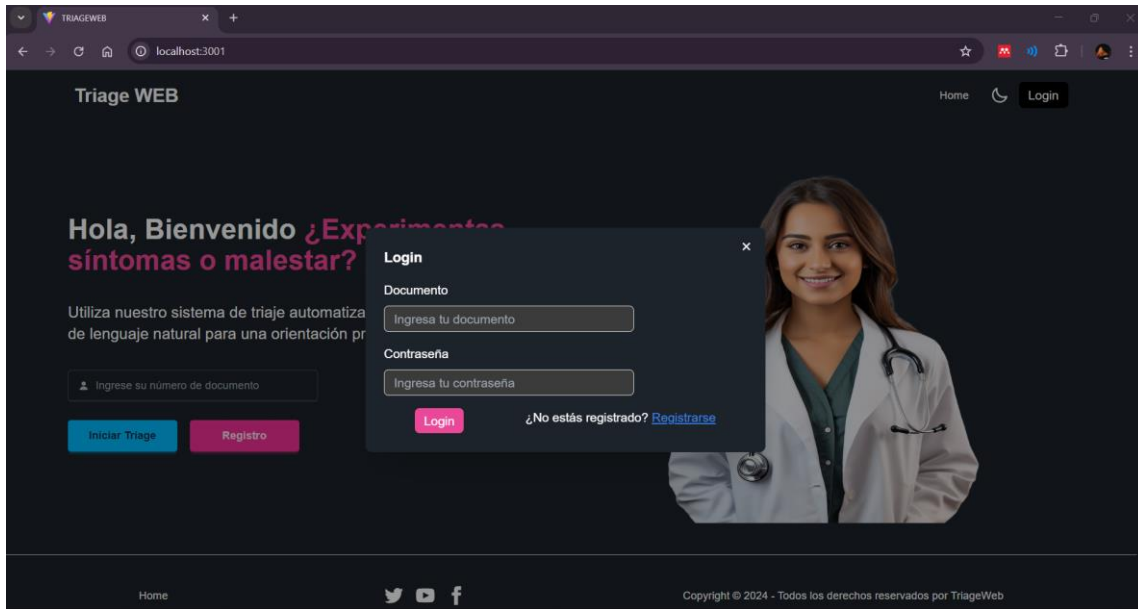 TRIAGEWEB
localhost:3001
Triage WEB
Home
Login
Hola, Bienvenido ¿Experimentas
síntomas o malestar?
Utiliza nuestro sistema de triaje automatiza
de lenguaje natural para una orientación pr
Ingrese su número de documento
Iniciar Triage
Registro
Login
Documento
Ingresa tu documento
Contraseña
Ingresa tu contraseña
Login
¿No estás registrado? Registrarse
Home
Copyright © 2024 - Todos los derechos reservados por TriageWeb